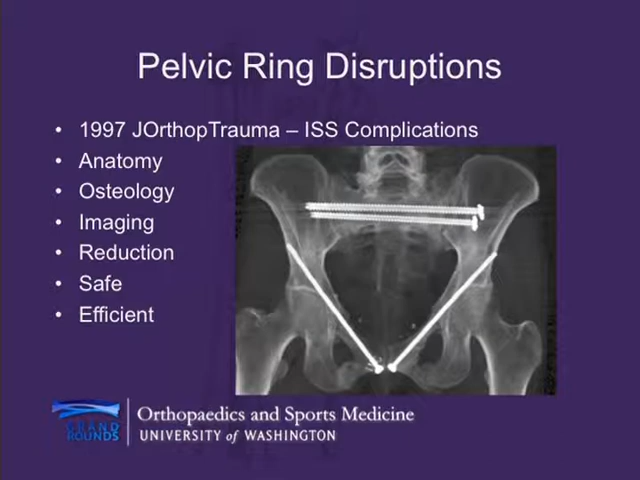 Pelvic Ring Disruptions
• 1997 JOrthopTrauma – ISS Complications
• Anatomy
• Osteology
• Imaging
• Reduction
• Safe
• Efficient
GRAND
ROUNDS
Orthopaedics and Sports Medicine
UNIVERSITY of WASHINGTON